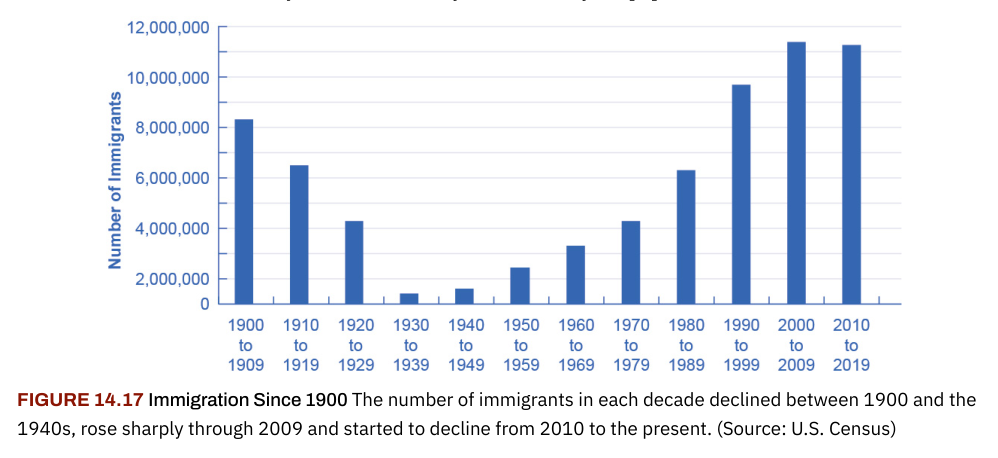 12,000,000
10,000,000
8,000,000
6,000,000
4,000,000
2,000,000
0
Number of Immigrants
1900 to 1909
1910 to 1919
1920 to 1929
1930 to 1939
1940 to 1949
1950 to 1959
1960 to 1969
1970 to 1979
1980 to 1989
1990 to 1999
2000 to 2009
2010 to 2019
FIGURE 14.17 Immigration Since 1900 The number of immigrants in each decade declined between 1900 and the
1940s, rose sharply through 2009 and started to decline from 2010 to the present. (Source: U.S. Census)